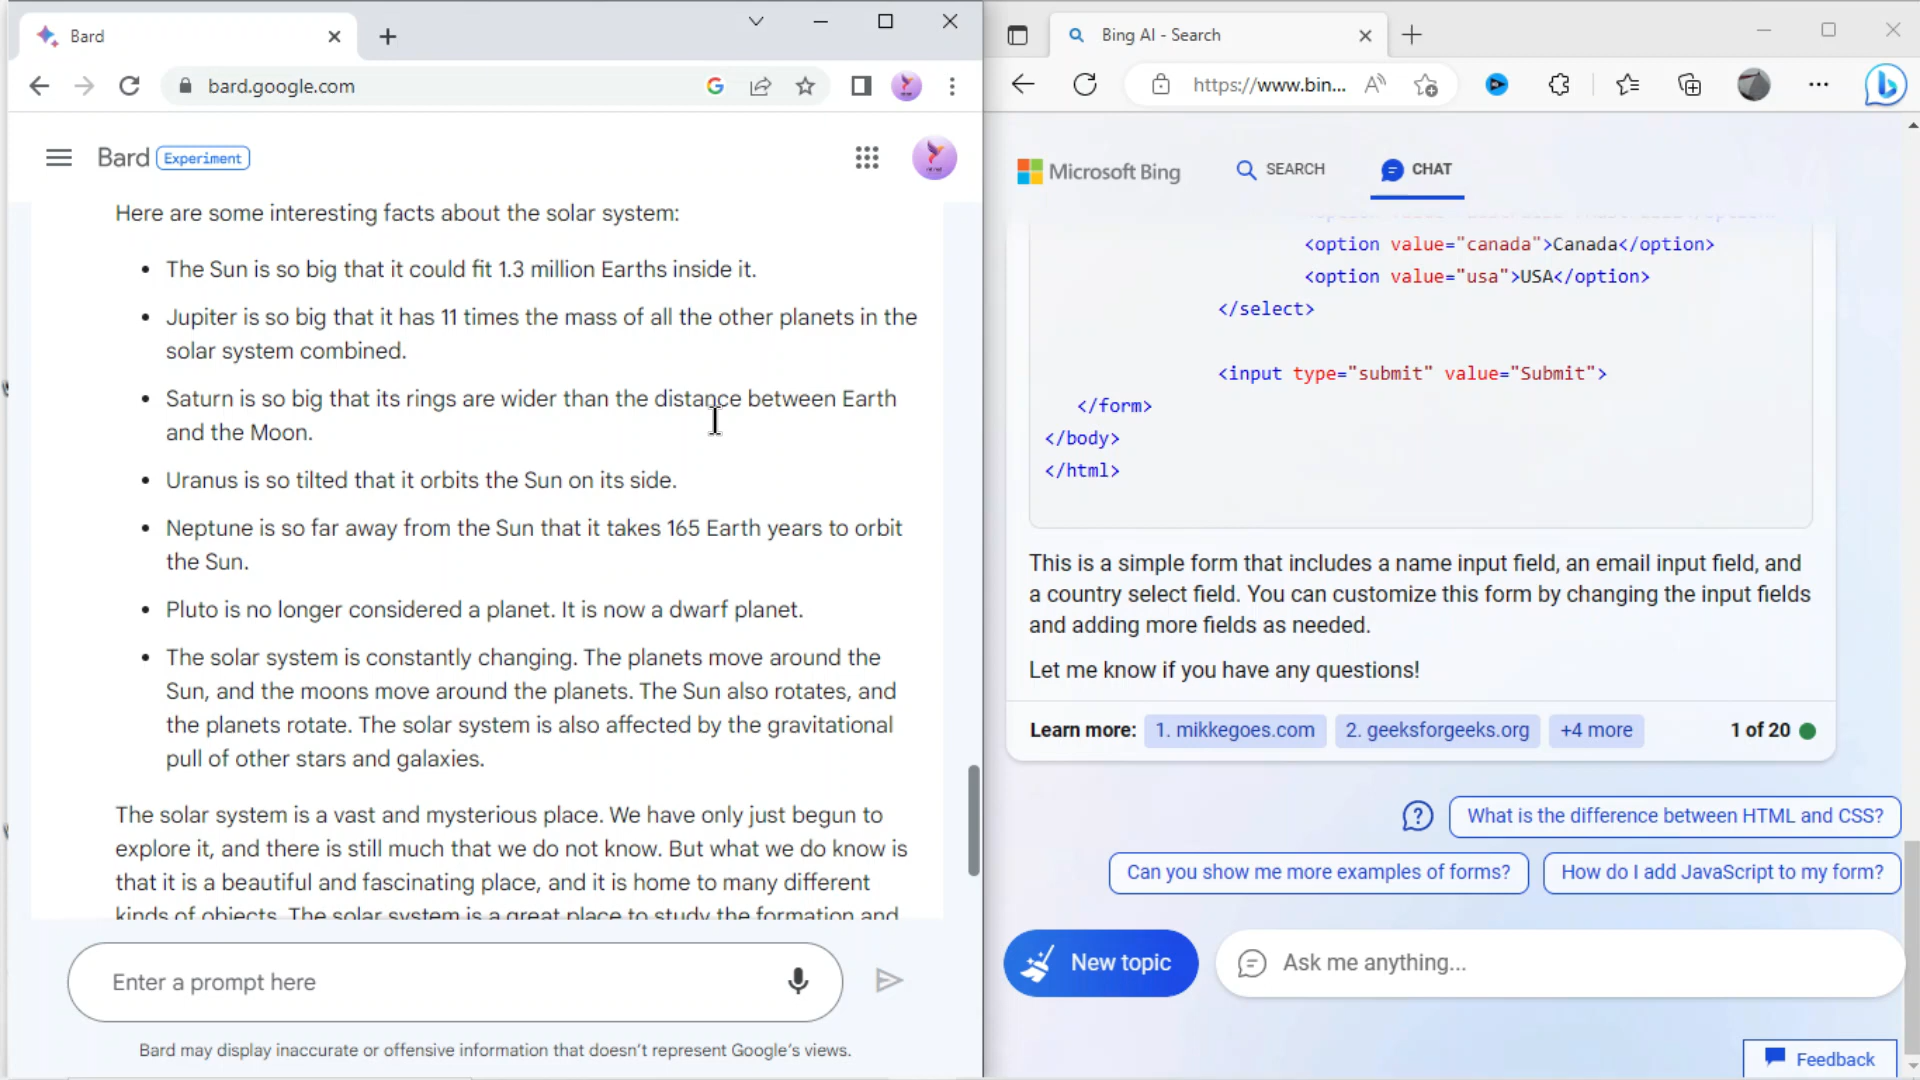 Bard
bard.google.com
Bard Experiment
Here are some interesting facts about the solar system:
• The Sun is so big that it could fit 1.3 million Earths inside it.
• Jupiter is so big that it has 11 times the mass of all the other planets in the
solar system combined.
• Saturn is so big that its rings are wider than the distance between Earth
and the Moon.
• Uranus is so tilted that it orbits the Sun on its side.
• Neptune is so far away from the Sun that it takes 165 Earth years to orbit
the Sun.
• Pluto is no longer considered a planet. It is now a dwarf planet.
• The solar system is constantly changing. The planets move around the
Sun, and the moons move around the planets. The Sun also rotates, and
the planets rotate. The solar system is also affected by the gravitational
pull of other stars and galaxies.
The solar system is a vast and mysterious place. We have only just begun to
explore it, and there is still much that we do not know. But what we do know is
that it is a beautiful and fascinating place, and it is home to many different
kinds of objects. The solar system is a great place to study the formation and
Enter a prompt here
Bard may display inaccurate or offensive information that doesn't represent Google's views.
Bing AI - Search
https://www.bin...
Microsoft Bing
SEARCH
CHAT
<option value="canada">Canada</option>
<option value="usa">USA</option>
</select>
<input type="submit" value="Submit">
</form>
</body>
</html>
This is a simple form that includes a name input field, an email input field, and
a country select field. You can customize this form by changing the input fields
and adding more fields as needed.
Let me know if you have any questions!
Learn more: 1. mikkegoes.com 2. geeksforgeeks.org +4 more 1 of 20
What is the difference between HTML and CSS?
Can you show me more examples of forms? How do I add JavaScript to my form?
New topic
Ask me anything...
Feedback